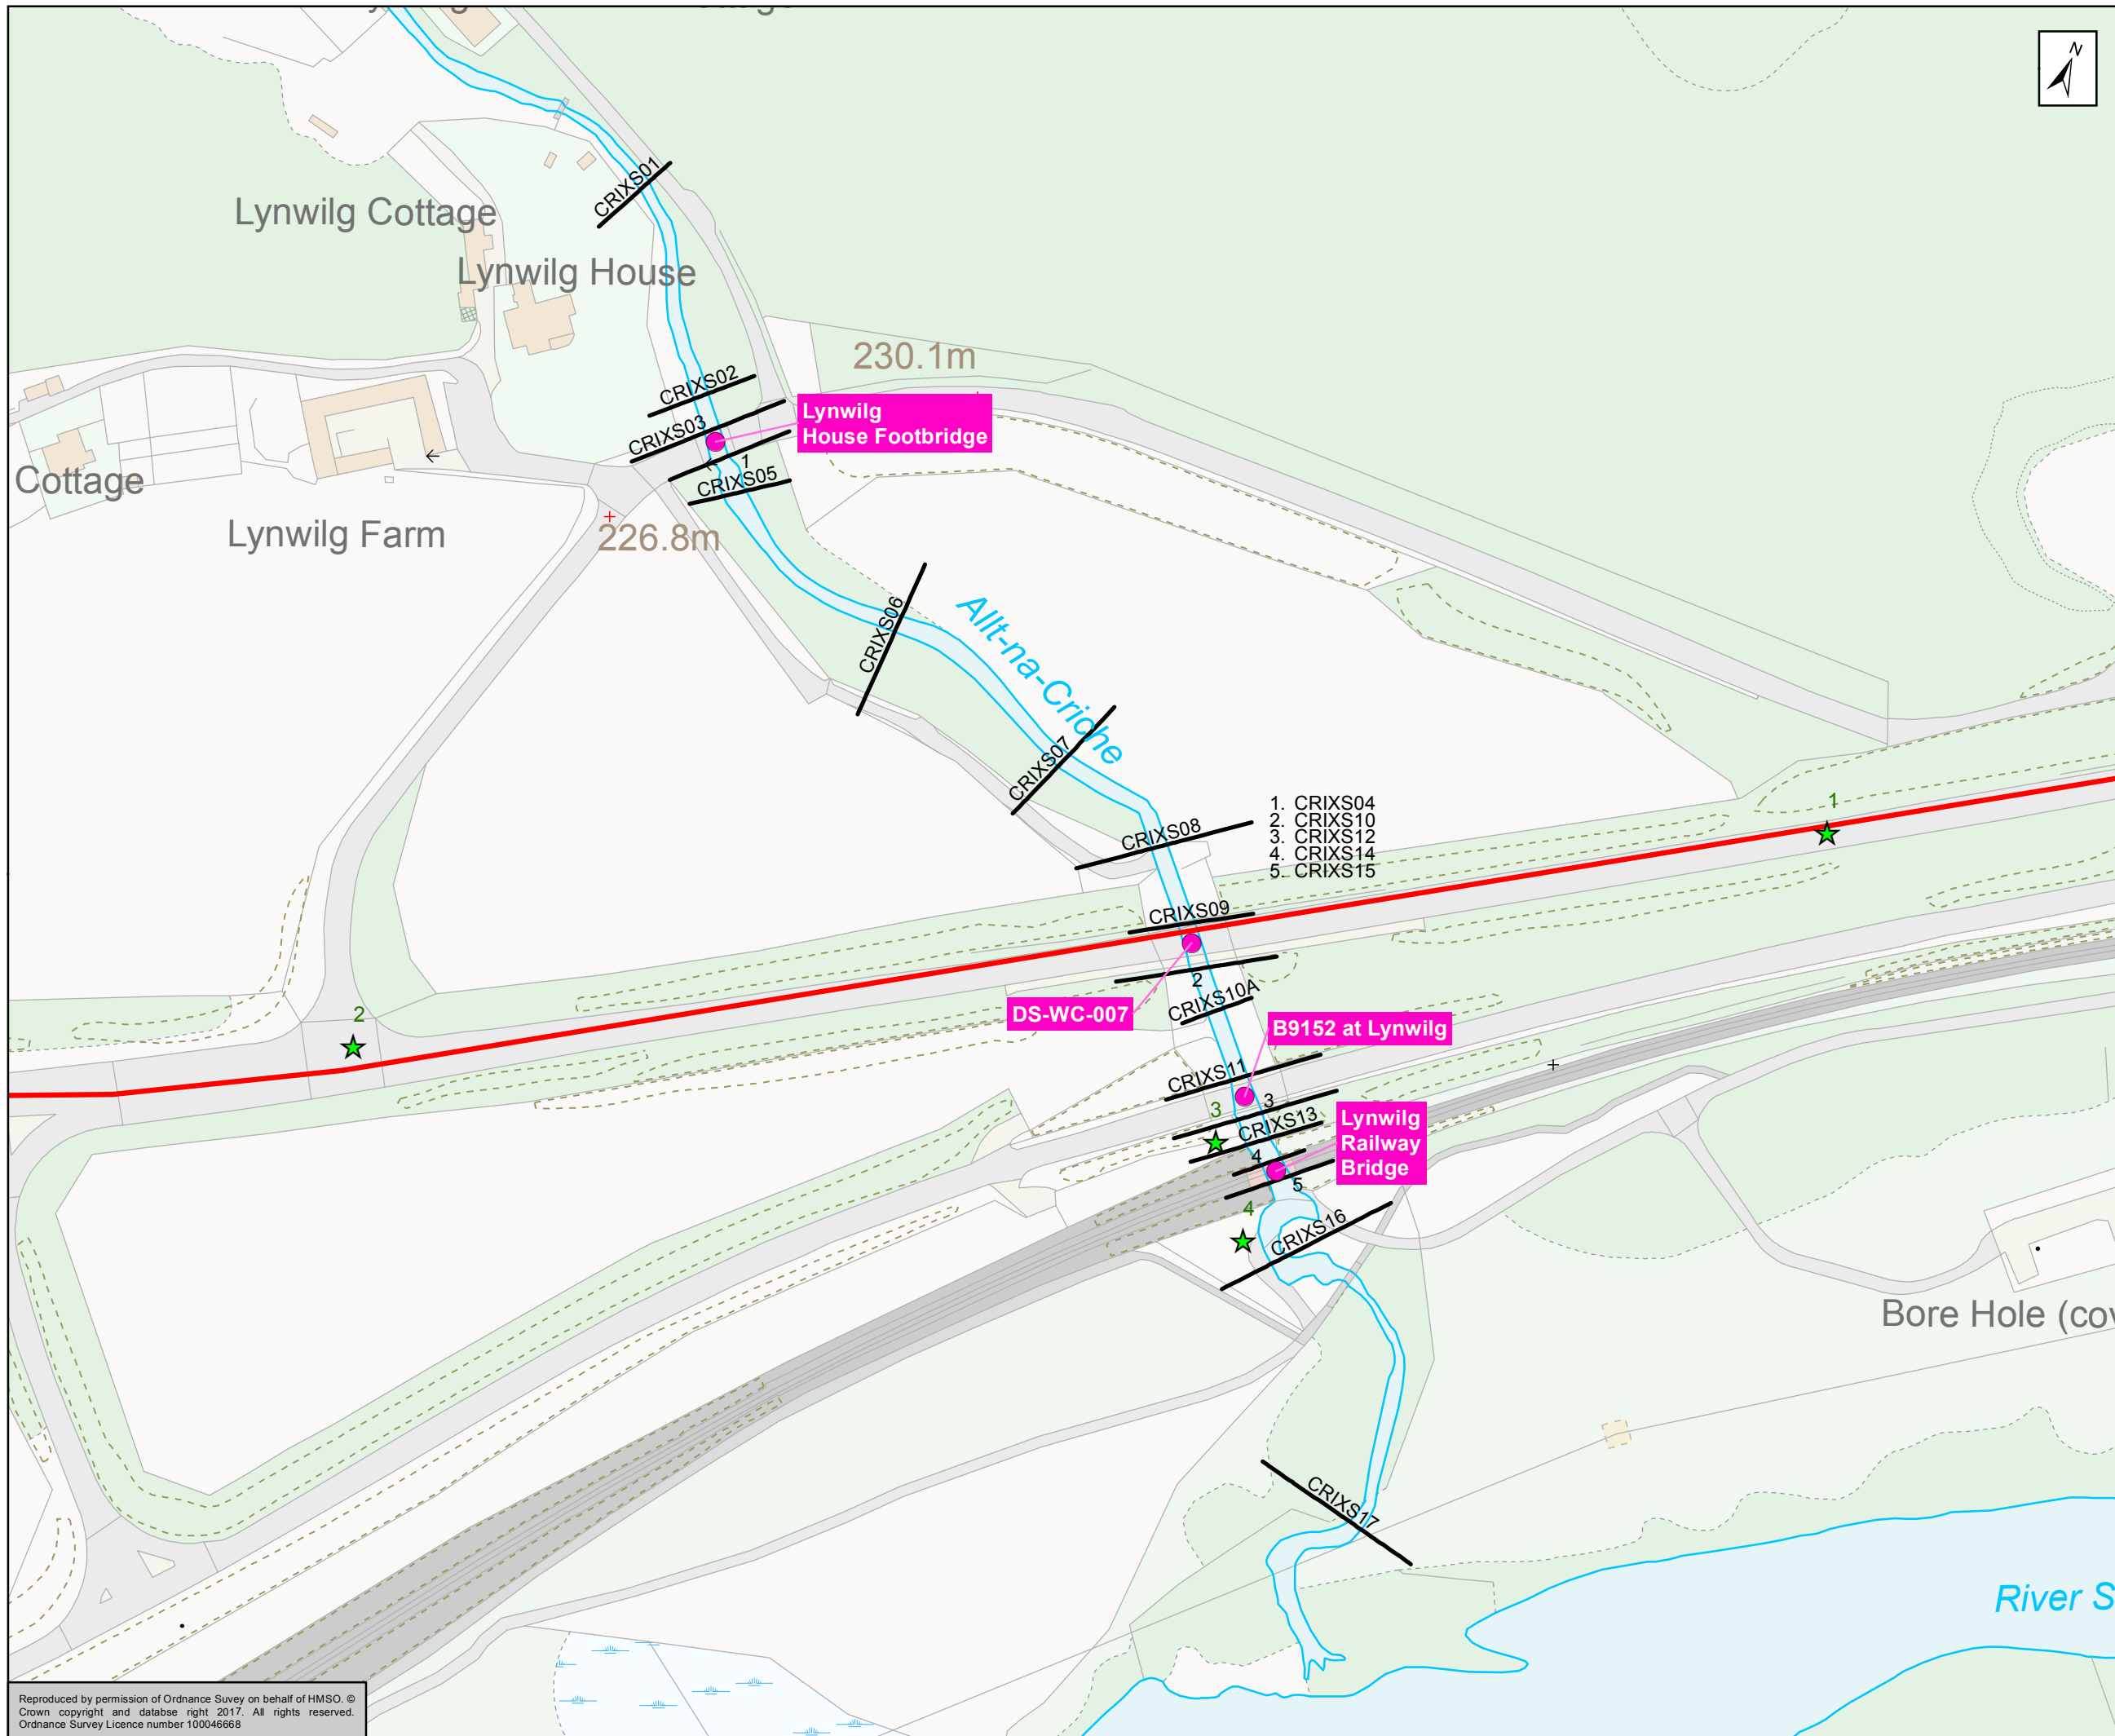 N
Lynwilg Cottage
CRIXS01
Lynwilg House
230.1m
CRIXS02
Lynwilg
House Footbridge
CRIXS03
1
CRIXS05
Cottage
Lynwilg Farm
226.8m
CRIXS06
Allt-na-Criche
CRIXS07
CRIXS08
1. CRIXS04
2. CRIXS10
3. CRIXS12
4. CRIXS14
5. CRIXS15
1
CRIXS09
2
2
CRIXS10A
DS-WC-007
B9152 at Lynwilg
CRIXS11
3
3
CRIXS13
Lynwilg
Railway
Bridge
4
5
4
CRIXS16
Bore Hole (cov
CRIXS17
River S
Reproduced by permission of Ordnance Suvey on behalf of HMSO. ©
Crown copyright and databse right 2017. All rights reserved.
Ordnance Survey Licence number 100046668